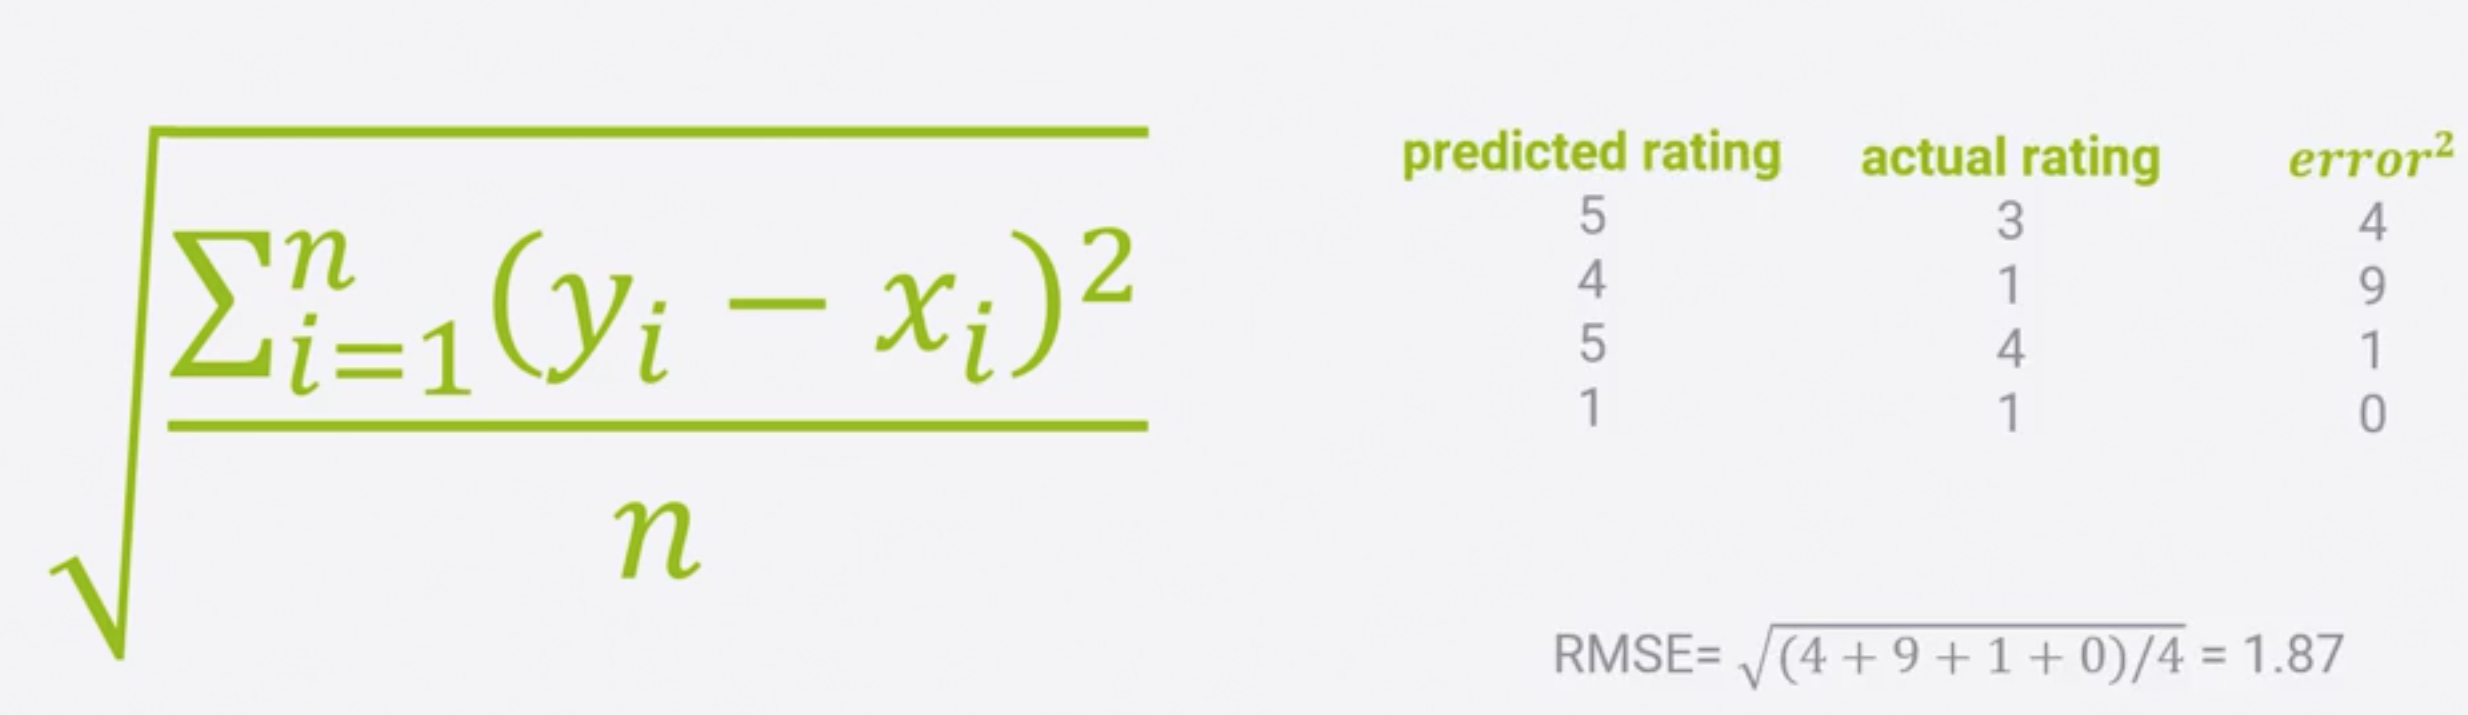 √(∑ⁿᵢ₌₁(yᵢ − xᵢ)² / n)
predicted rating actual rating error²
5 3 4
4 1 9
5 4 1
1 1 0
RMSE= √(4 + 9 + 1 + 0)/4 = 1.87